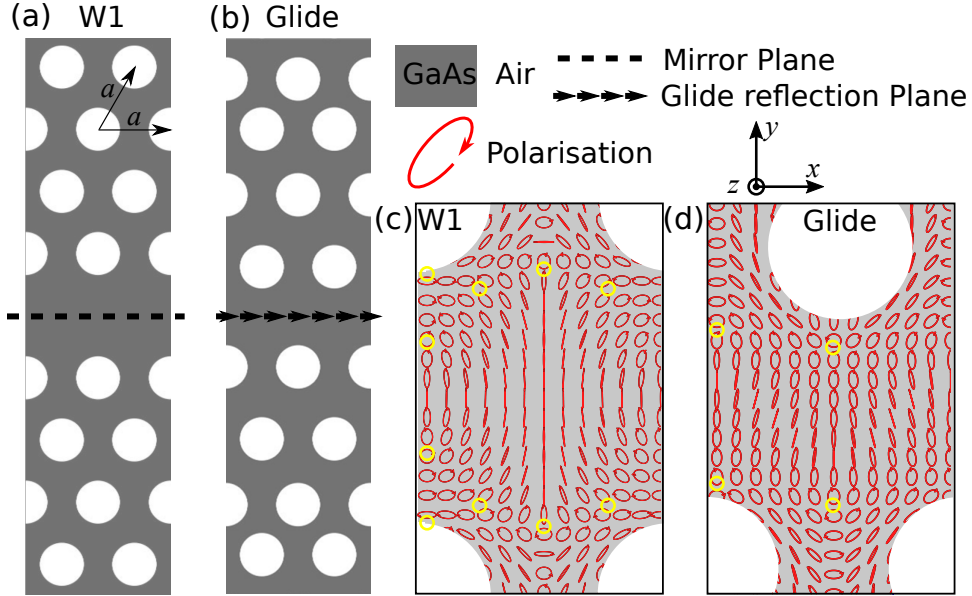 (a) W1
(b) Glide
a
a
GaAs Air
Mirror Plane
Glide reflection Plane
Polarisation
y
z x
(c) W1
(d) Glide